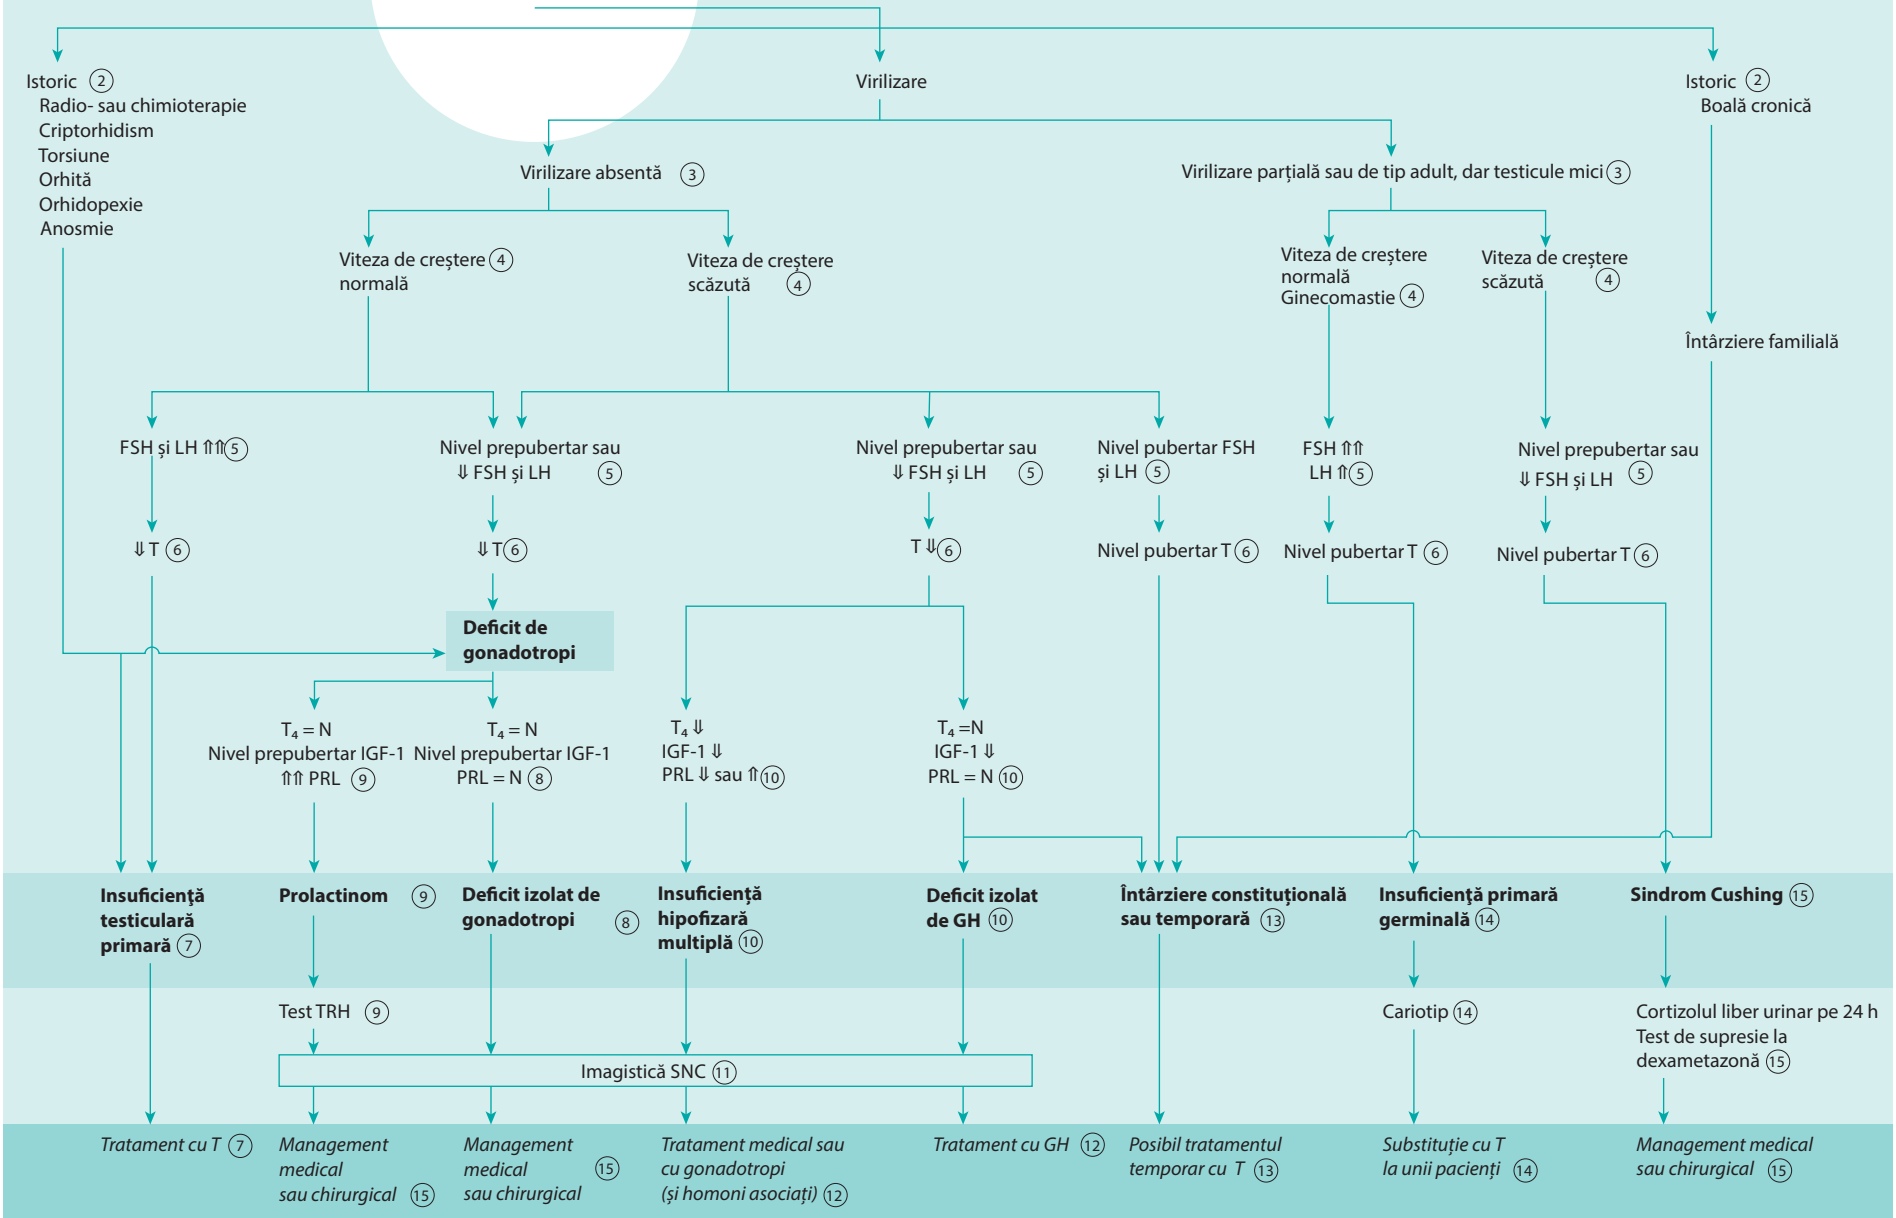 Istoric 2
Radio- sau chimioterapie
Criptorhidism
Torsiune
Orhită
Orhidopexie
Anosmie
Virilizare
Istoric 2
Boală cronică
Virilizare absentă 3
Virilizare parțială sau de tip adult, dar testicule mici 3
Viteza de creștere 4
normală
Viteza de creștere
scăzută 4
Viteza de creștere
normală
Ginecomastie 4
Viteza de creștere
scăzută 4
Întârziere familială
FSH și LH ⇑⇑ 5
Nivel prepubertar sau
⇓ FSH și LH 5
Nivel prepubertar sau
⇓ FSH și LH 5
Nivel pubertar FSH
și LH 5
FSH ⇑⇑
LH ⇑ 5
Nivel prepubertar sau
⇓ FSH și LH 5
⇓ T 6
⇓ T 6
T ⇓ 6
Nivel pubertar T 6
Nivel pubertar T 6
Nivel pubertar T 6
Deficit de
gonadotropi
T₄ = N
Nivel prepubertar IGF-1
⇑⇑ PRL 9
T₄ = N
Nivel prepubertar IGF-1
PRL = N 8
T₄ ⇓
IGF-1 ⇓
PRL ⇓ sau ⇑ 10
T₄ =N
IGF-1 ⇓
PRL = N 10
Insuficiență
testiculară
primară 7
Prolactinom 9
Deficit izolat de
gonadotropi 8
Insuficiență
hipofizară
multiplă 10
Deficit izolat
de GH 10
Întârziere constituțională
sau temporară 13
Insuficiență primară
germinală 14
Sindrom Cushing 15
Test TRH 9
Cariotip 14
Cortizolul liber urinar pe 24 h
Test de supresie la
dexametazonă 15
Imagistică SNC 11
Tratament cu T 7
Management
medical
sau chirurgical 15
Management
medical 15
sau chirurgical
Tratament medical sau
cu gonadotropi
(și homoni asociați) 12
Tratament cu GH 12
Posibil tratamentul
temporar cu T 13
Substituție cu T
la unii pacienți 14
Management medical
sau chirurgical 15